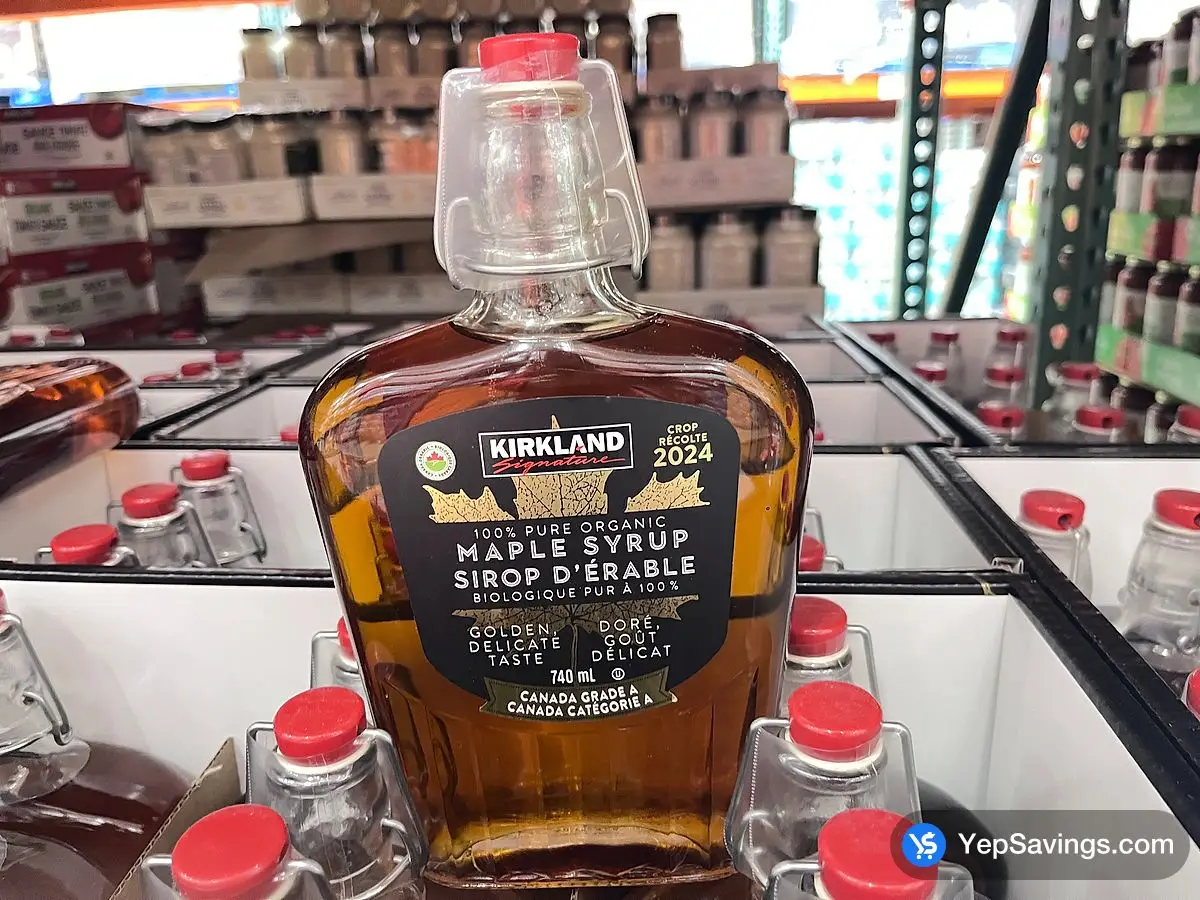 KIRKLAND
Signature
CROP
RÉCOLTE
2024
100% PURE ORGANIC
MAPLE SYRUP
SIROP D'ÉRABLE
BIOLOGIQUE PUR À 100%
GOLDEN,
DELICATE
TASTE
DORÉ,
GOÛT
DÉLICAT
740 mL
CANADA GRADE A
CANADA CATÉGORIE A
YepSavings.com